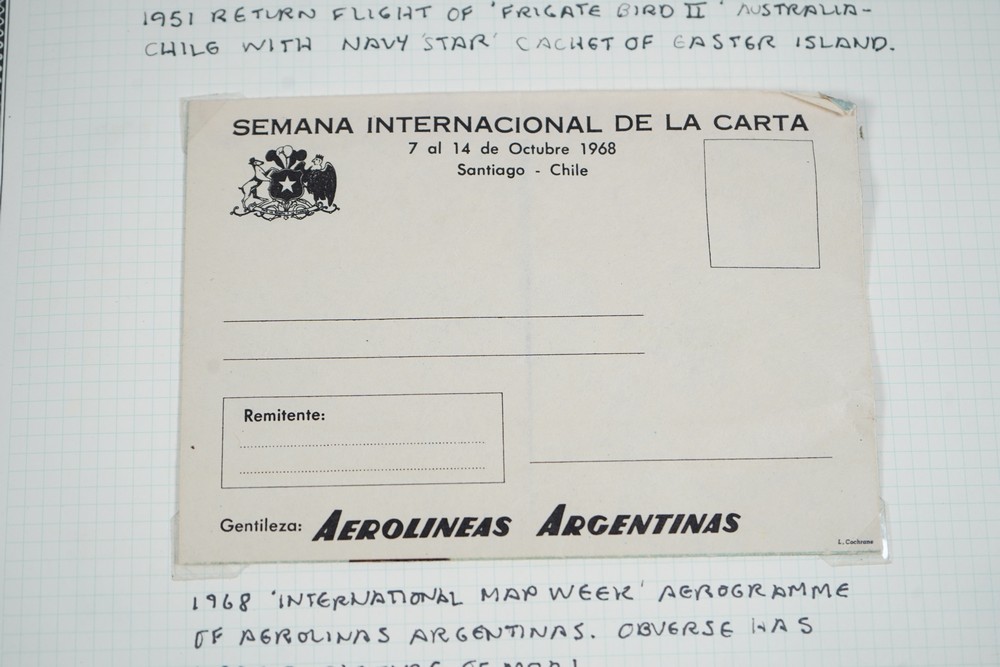 1951 RETURN FLIGHT OF 'FRIGATE BIRD II' AUSTRALIA-
CHILE WITH NAVY 'STAR' CACHET OF EASTER ISLAND.
SEMANA INTERNACIONAL DE LA CARTA
7 al 14 de Octubre 1968
Santiago - Chile
Remitente:
Gentileza: AEROLINEAS ARGENTINAS
L. Cochrane
1968 'INTERNATIONAL MAP WEEK' AEROGRAMME
OF AEROLINAS ARGENTINAS. OBVERSE HAS